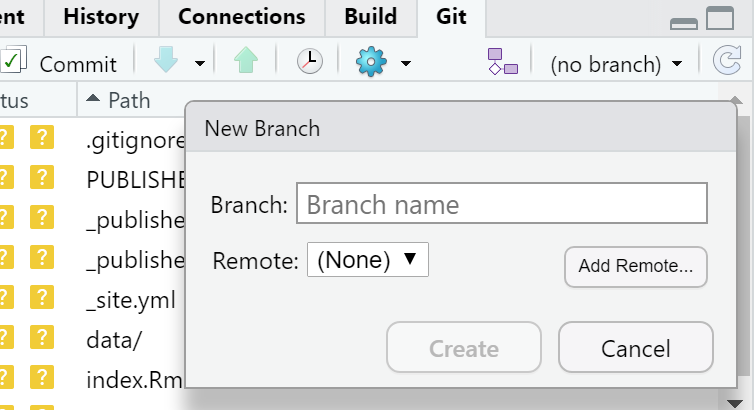 nt History Connections Build Git
Commit (no branch)
tus Path
New Branch
.gitignore
PUBLISHE
Branch: Branch name
_publishe
_publishe
Remote: (None) Add Remote...
_site.yml
data/
Create Cancel
index.Rm